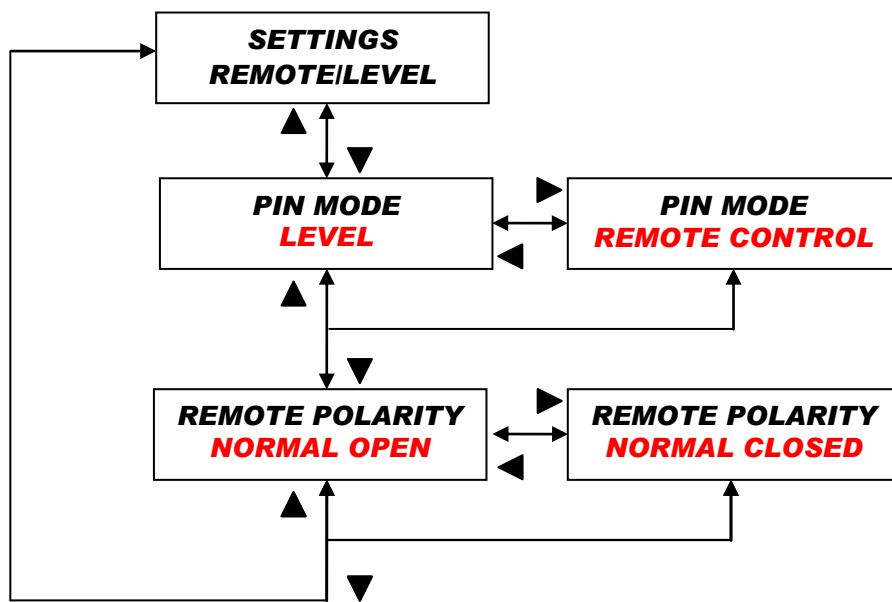 SETTINGS
REMOTE/LEVEL
PIN MODE
LEVEL
PIN MODE
REMOTE CONTROL
REMOTE POLARITY
NORMAL OPEN
REMOTE POLARITY
NORMAL CLOSED